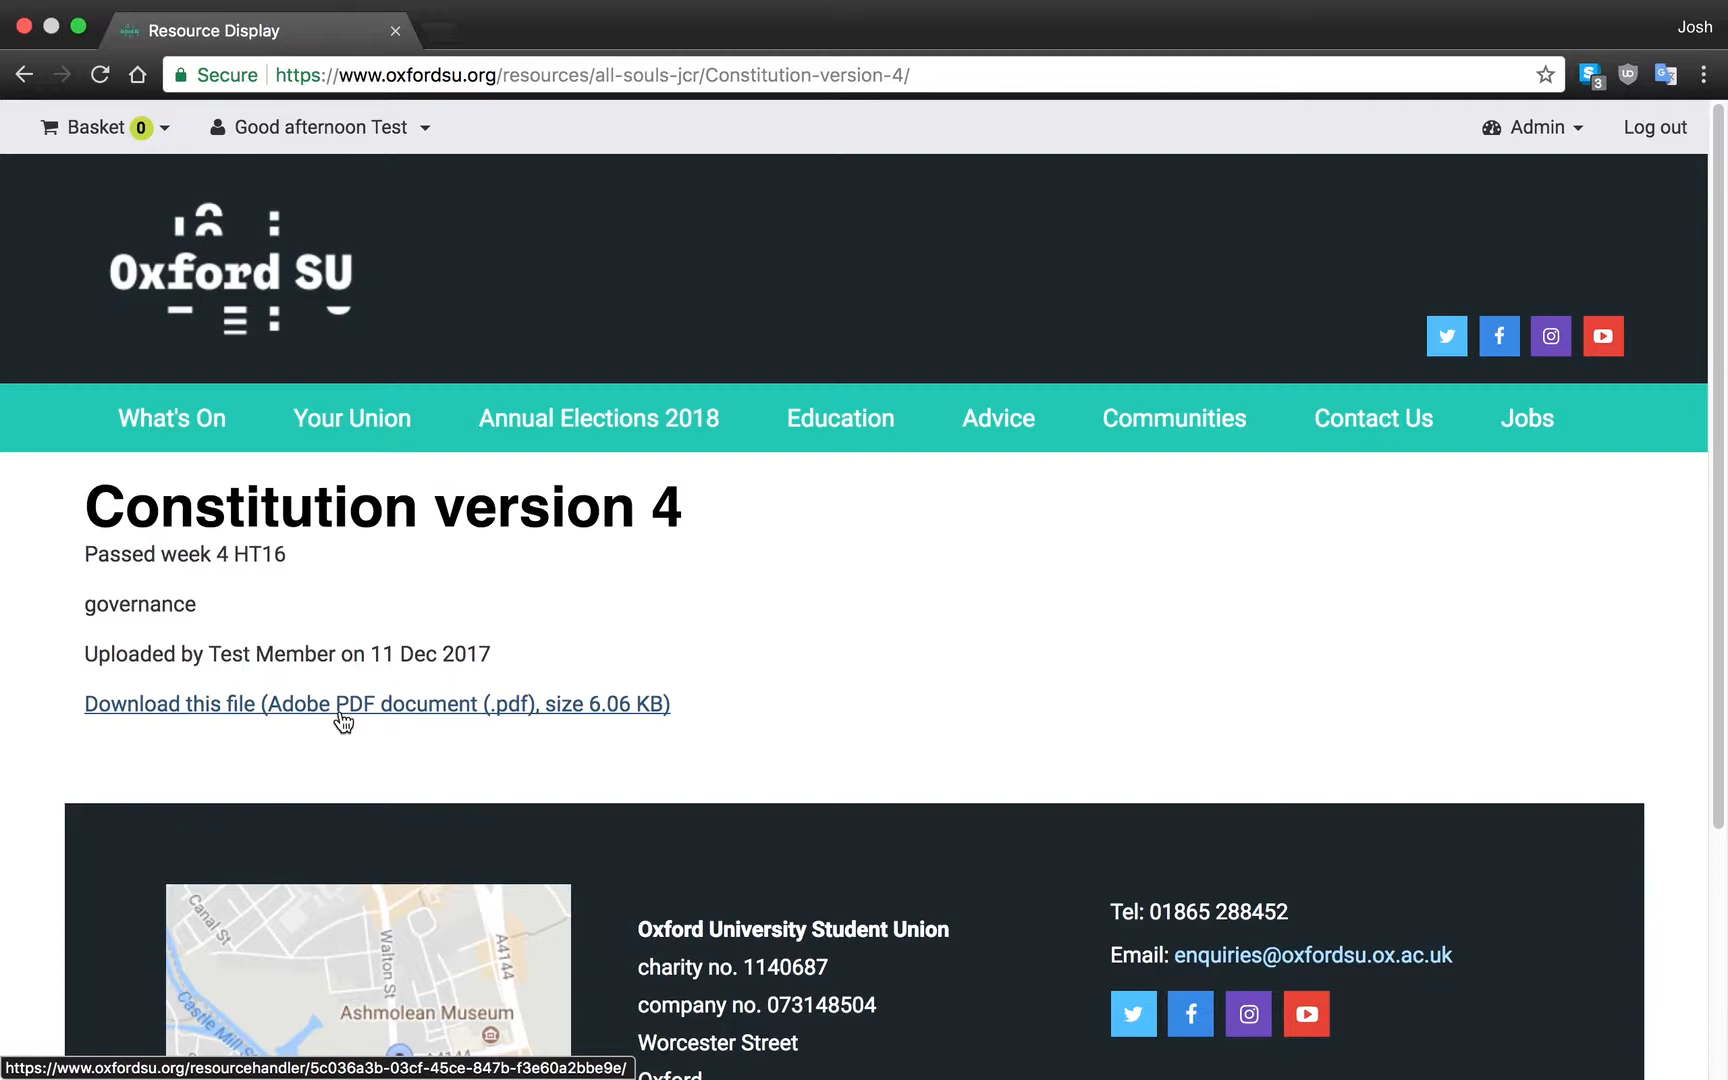 Resource Display
Josh
Secure https://www.oxfordsu.org/resources/all-souls-jcr/Constitution-version-4/
3
Basket 0 Good afternoon Test Admin Log out
Oxford SU
What's On Your Union Annual Elections 2018 Education Advice Communities Contact Us Jobs
Constitution version 4
Passed week 4 HT16
governance
Uploaded by Test Member on 11 Dec 2017
Download this file (Adobe PDF document (.pdf), size 6.06 KB)
Canal St
Walton St
A4144
Castle Mill
Ashmolean Museum
A4144
Oxford University Student Union
charity no. 1140687
company no. 073148504
Worcester Street
Oxford
Tel: 01865 288452
Email: enquiries@oxfordsu.ox.ac.uk
https://www.oxfordsu.org/resourcehandler/5c036a3b-03cf-45ce-847b-f3e60a2bbe9e/